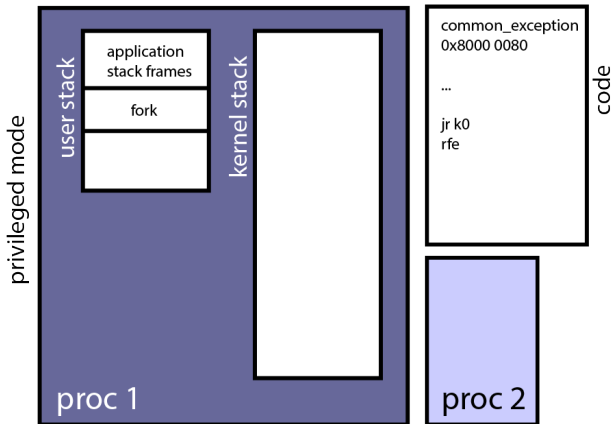 privileged mode
user stack
application
stack frames
fork
kernel stack
proc 1
common_exception
0x8000 0080
...
jr k0
rfe
code
proc 2